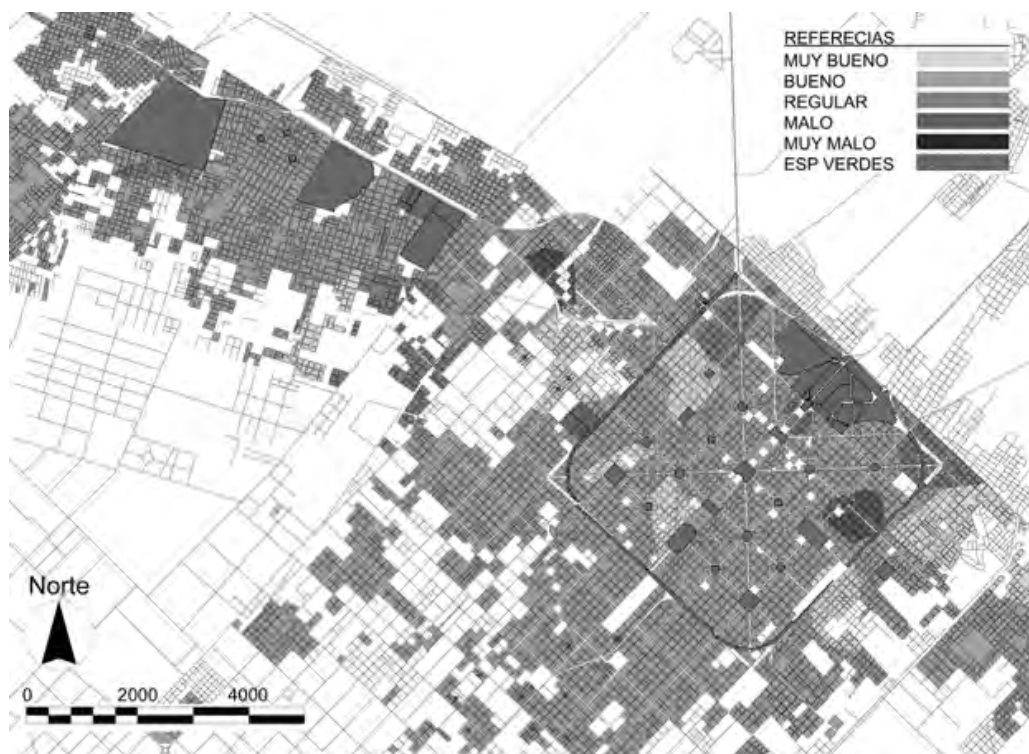 REFERECIAS
MUY BUENO
BUENO
REGULAR
MALO
MUY MALO
ESP VERDES
Norte
0 2000 4000